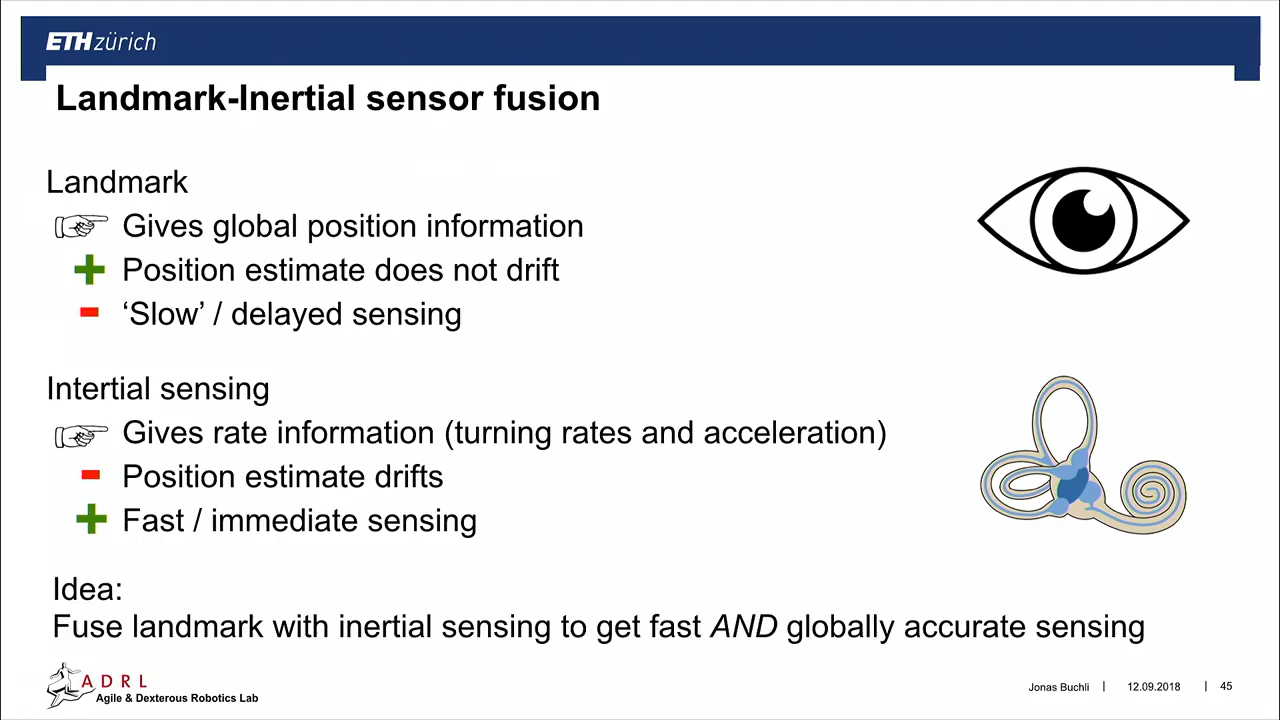 ETH zürich
Landmark-Inertial sensor fusion
Landmark
Gives global position information
Position estimate does not drift
‘Slow’ / delayed sensing
Intertial sensing
Gives rate information (turning rates and acceleration)
Position estimate drifts
Fast / immediate sensing
Idea:
Fuse landmark with inertial sensing to get fast AND globally accurate sensing
ADRL
Agile & Dexterous Robotics Lab
Jonas Buchli | 12.09.2018 | 45